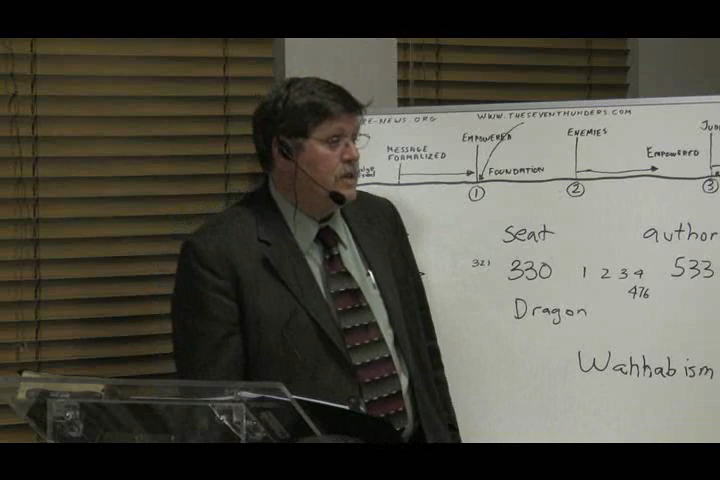 E-NEWS.ORG WWW.THESEVENTHUNDERS.COM
EMPOWERED ENEMIES
MESSAGE FORMALIZED EMPOWERED
FOUNDATION
1 2 3
seat author
321 330 1 2 3 4 533
476
Dragon
Wahhabism